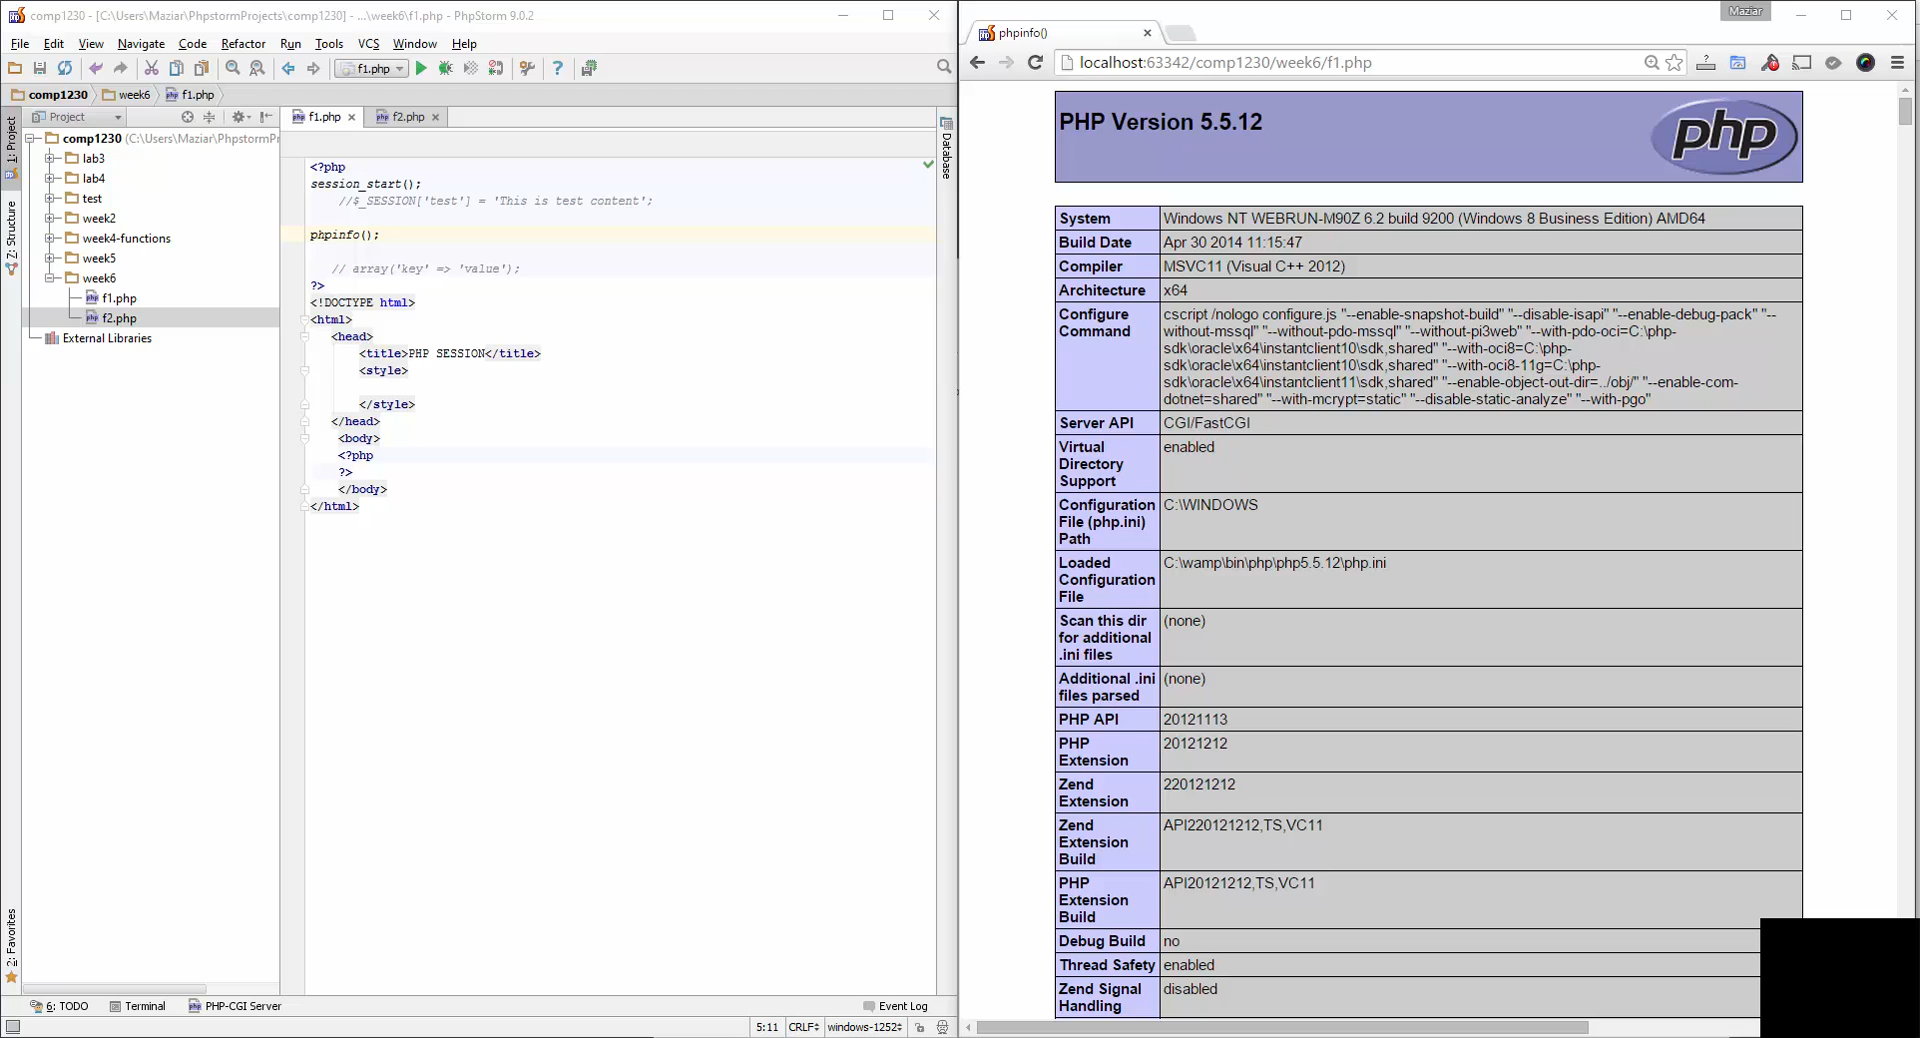 comp1230 - [C:\Users\Maziar\PhpstormProjects\comp1230] - ...\week6\f1.php - PhpStorm 9.0.2
File Edit View Navigate Code Refactor Run Tools VCS Window Help
f1.php
comp1230 week6 f1.php
Project
f1.php f2.php
1: Project
Z: Structure
2: Favorites
Database
comp1230 (C:\Users\Maziar\PhpstormPr
lab3
lab4
test
week2
week4-functions
week5
week6
f1.php
f2.php
External Libraries
<?php
session_start();
//$_SESSION['test'] = 'This is test content';
phpinfo();
// array('key' => 'value');
?>
<!DOCTYPE html>
<html>
<head>
<title>PHP SESSION</title>
<style>
</style>
</head>
<body>
<?php
?>
</body>
</html>
6: TODO Terminal PHP-CGI Server Event Log
5:11 CRLF windows-1252
Maziar
phpinfo()
localhost:63342/comp1230/week6/f1.php
PHP Version 5.5.12
php
System Windows NT WEBRUN-M90Z 6.2 build 9200 (Windows 8 Business Edition) AMD64
Build Date Apr 30 2014 11:15:47
Compiler MSVC11 (Visual C++ 2012)
Architecture x64
Configure Command cscript /nologo configure.js "--enable-snapshot-build" "--disable-isapi" "--enable-debug-pack" "--
without-mssql" "--without-pdo-mssql" "--without-pi3web" "--with-pdo-oci=C:\php-
sdk\oracle\x64\instantclient10\sdk,shared" "--with-oci8=C:\php-
sdk\oracle\x64\instantclient10\sdk,shared" "--with-oci8-11g=C:\php-
sdk\oracle\x64\instantclient11\sdk,shared" "--enable-object-out-dir=../obj/" "--enable-com-
dotnet=shared" "--with-mcrypt=static" "--disable-static-analyze" "--with-pgo"
Server API CGI/FastCGI
Virtual Directory Support enabled
Configuration File (php.ini) Path C:\WINDOWS
Loaded Configuration File C:\wamp\bin\php\php5.5.12\php.ini
Scan this dir for additional .ini files (none)
Additional .ini files parsed (none)
PHP API 20121113
PHP Extension 20121212
Zend Extension 220121212
Zend Extension Build API220121212,TS,VC11
PHP Extension Build API20121212,TS,VC11
Debug Build no
Thread Safety enabled
Zend Signal Handling disabled